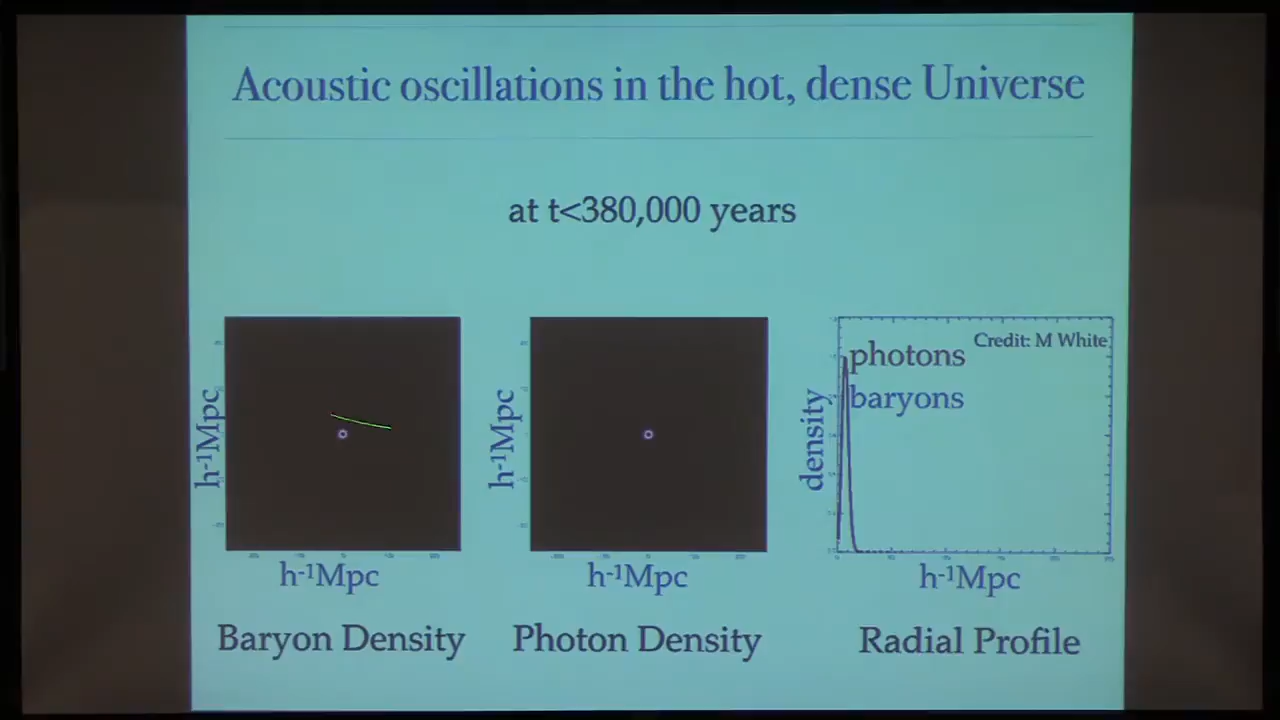 Acoustic oscillations in the hot, dense Universe
at t<380,000 years
h⁻¹Mpc
h⁻¹Mpc
Baryon Density
h⁻¹Mpc
h⁻¹Mpc
Photon Density
Credit: M White
photons
baryons
density
h⁻¹Mpc
Radial Profile